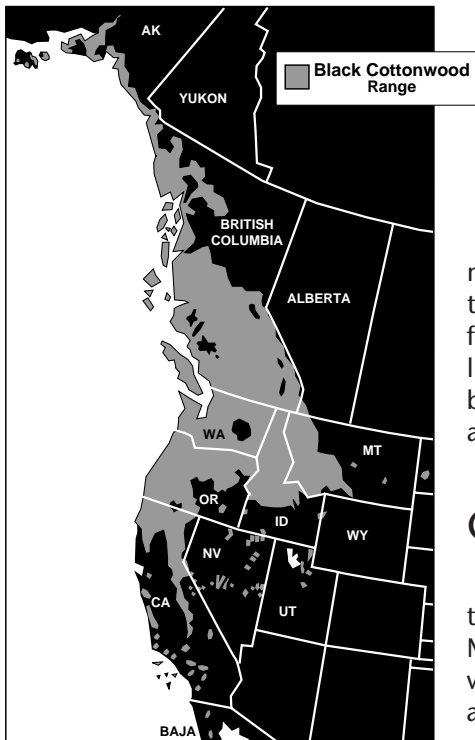 AK
Black Cottonwood
Range
YUKON
BRITISH
COLUMBIA
ALBERTA
WA
MT
OR
ID
WY
NV
CA
UT
BAJA